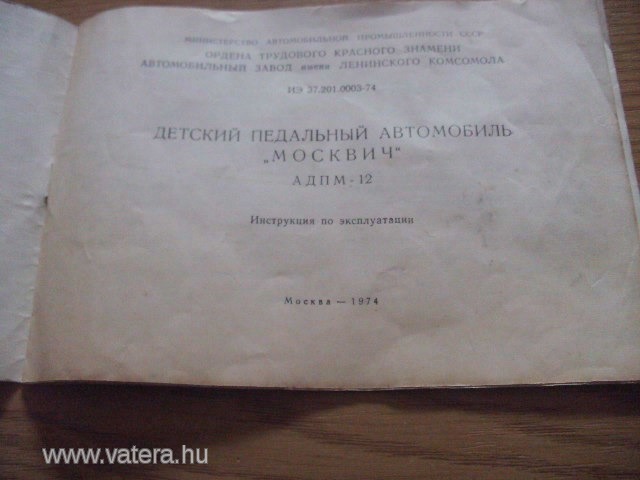 МИНИСТЕРСТВО АВТОМОБИЛЬНОЙ ПРОМЫШЛЕННОСТИ СССР
ОРДЕНА ТРУДОВОГО КРАСНОГО ЗНАМЕНИ
АВТОМОБИЛЬНЫЙ ЗАВОД имени ЛЕНИНСКОГО КОМСОМОЛА
ИЭ 37.201.0003-74
ДЕТСКИЙ ПЕДАЛЬНЫЙ АВТОМОБИЛЬ
„МОСКВИЧ“
АДПМ-12
Инструкция по эксплуатации
Москва — 1974
www.vatera.hu